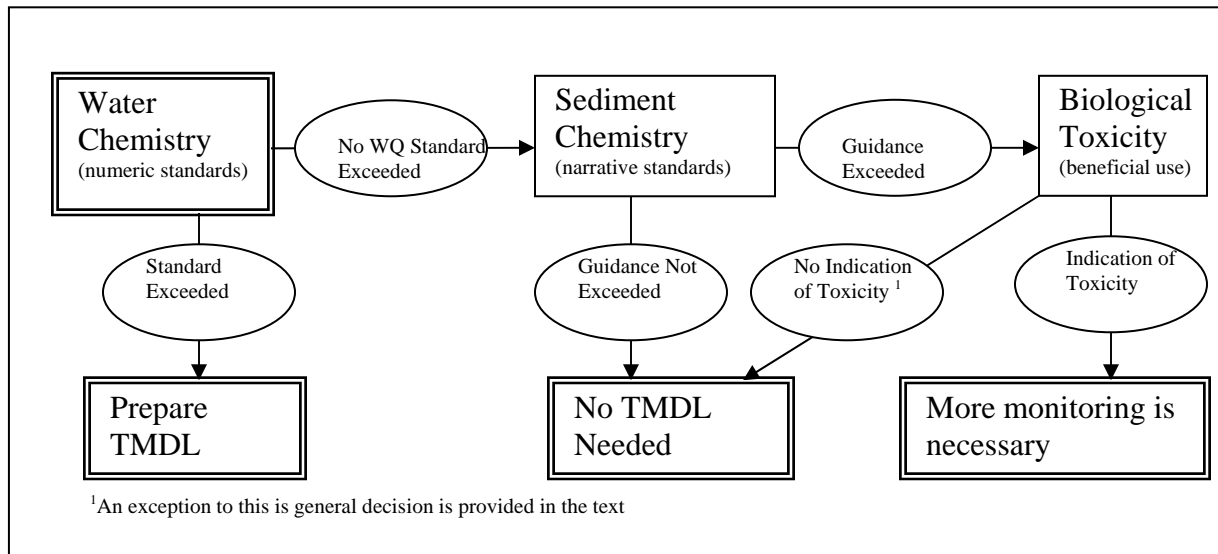 Water
Chemistry
(numeric standards)
No WQ Standard
Exceeded
Sediment
Chemistry
(narrative standards)
Guidance
Exceeded
Biological
Toxicity
(beneficial use)
Standard
Exceeded
Guidance Not
Exceeded
No Indication
of Toxicity 1
Indication of
Toxicity
Prepare
TMDL
No TMDL
Needed
More monitoring is
necessary
1An exception to this is general decision is provided in the text